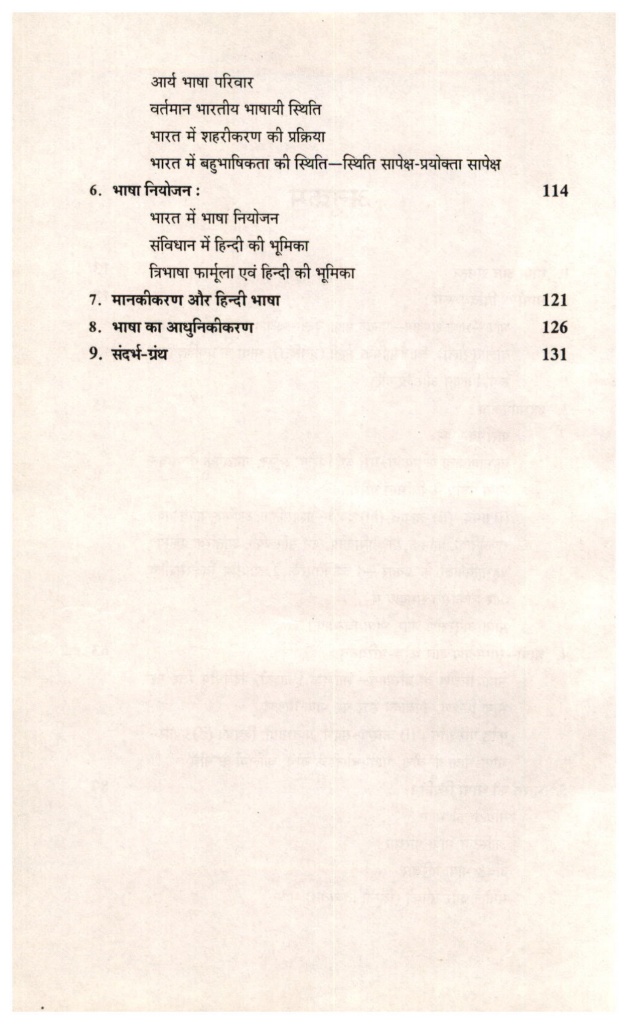 आर्य भाषा परिवार
वर्तमान भारतीय भाषायी स्थिति
भारत में शहरीकरण की प्रक्रिया
भारत में बहुभाषिकता की स्थिति—स्थिति सापेक्ष-प्रयोक्ता सापेक्ष
6. भाषा नियोजन : 114
भारत में भाषा नियोजन
संविधान में हिन्दी की भूमिका
त्रिभाषा फार्मूला एवं हिन्दी की भूमिका
7. मानकीकरण और हिन्दी भाषा 121
8. भाषा का आधुनिकीकरण 126
9. संदर्भ-ग्रंथ 131